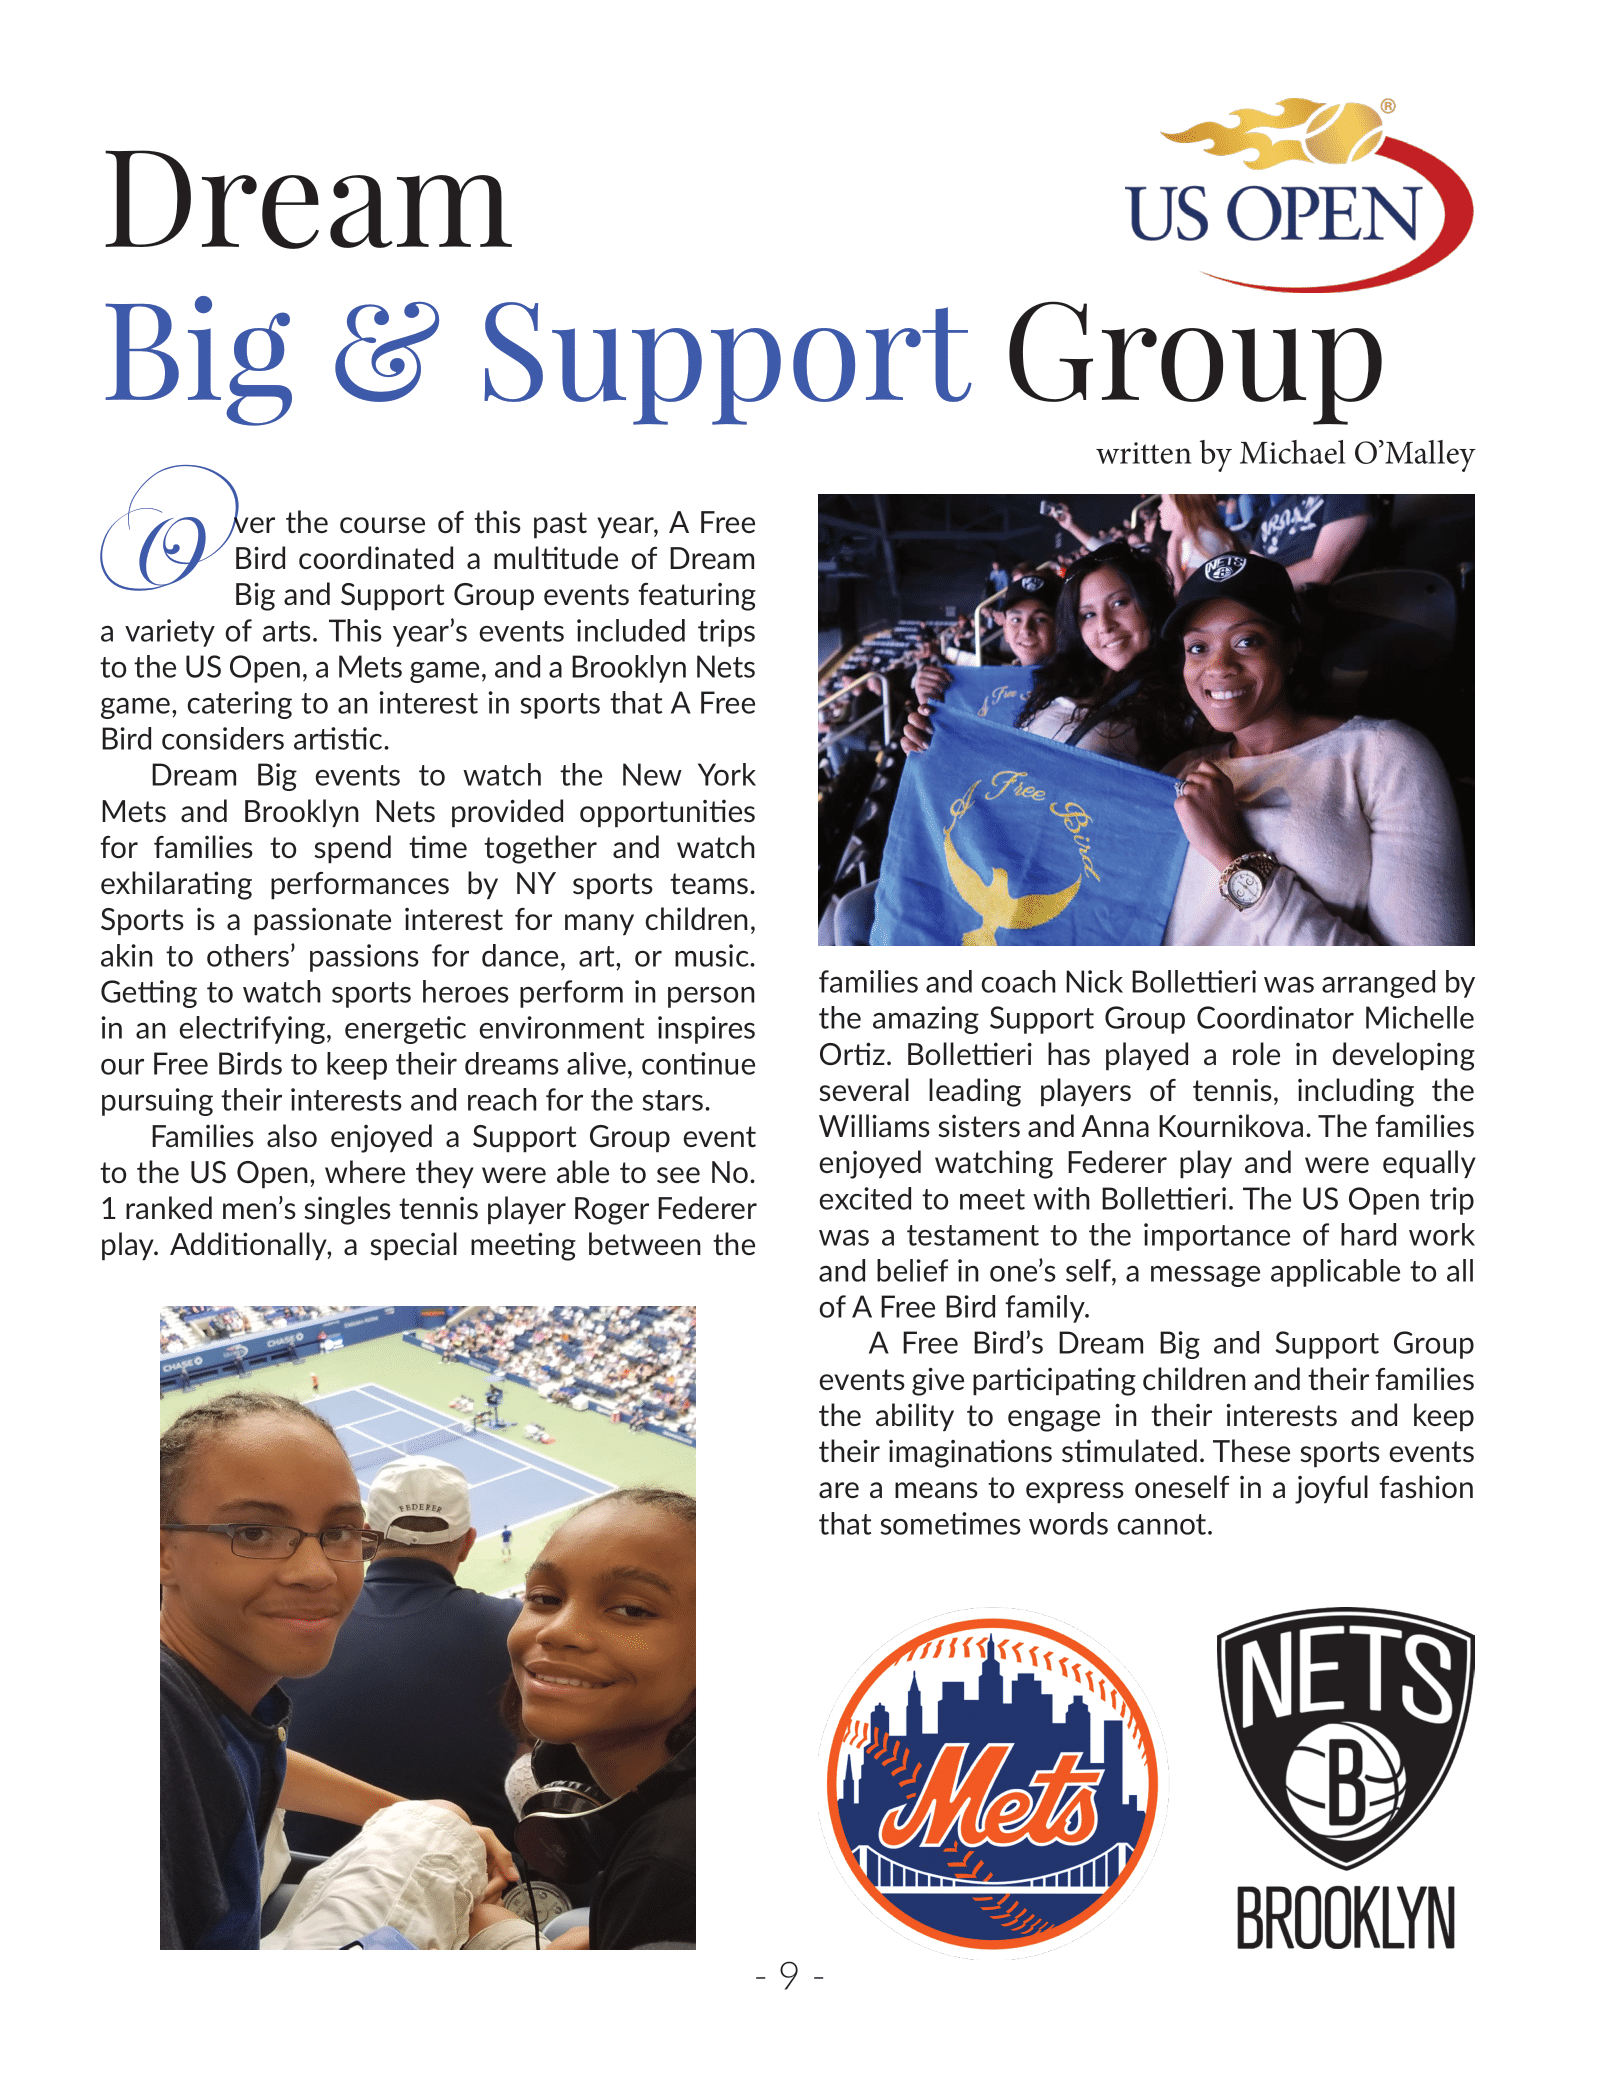 Dream
US OPEN®
Big & Support Group
written by Michael O’Malley
Over the course of this past year, A Free
Bird coordinated a multitude of Dream
Big and Support Group events featuring
a variety of arts. This year’s events included trips
to the US Open, a Mets game, and a Brooklyn Nets
game, catering to an interest in sports that A Free
Bird considers artistic.
Dream Big events to watch the New York
Mets and Brooklyn Nets provided opportunities
for families to spend time together and watch
exhilarating performances by NY sports teams.
Sports is a passionate interest for many children,
akin to others’ passions for dance, art, or music.
Getting to watch sports heroes perform in person
in an electrifying, energetic environment inspires
our Free Birds to keep their dreams alive, continue
pursuing their interests and reach for the stars.
Families also enjoyed a Support Group event
to the US Open, where they were able to see No.
1 ranked men’s singles tennis player Roger Federer
play. Additionally, a special meeting between the
CHASE
CHASE
FEDERER
NETS
B
A Free
A Free Bird
families and coach Nick Bollettieri was arranged by
the amazing Support Group Coordinator Michelle
Ortiz. Bollettieri has played a role in developing
several leading players of tennis, including the
Williams sisters and Anna Kournikova. The families
enjoyed watching Federer play and were equally
excited to meet with Bollettieri. The US Open trip
was a testament to the importance of hard work
and belief in one’s self, a message applicable to all
of A Free Bird family.
A Free Bird’s Dream Big and Support Group
events give participating children and their families
the ability to engage in their interests and keep
their imaginations stimulated. These sports events
are a means to express oneself in a joyful fashion
that sometimes words cannot.
Mets
NETS
B
BROOKLYN
- 9 -